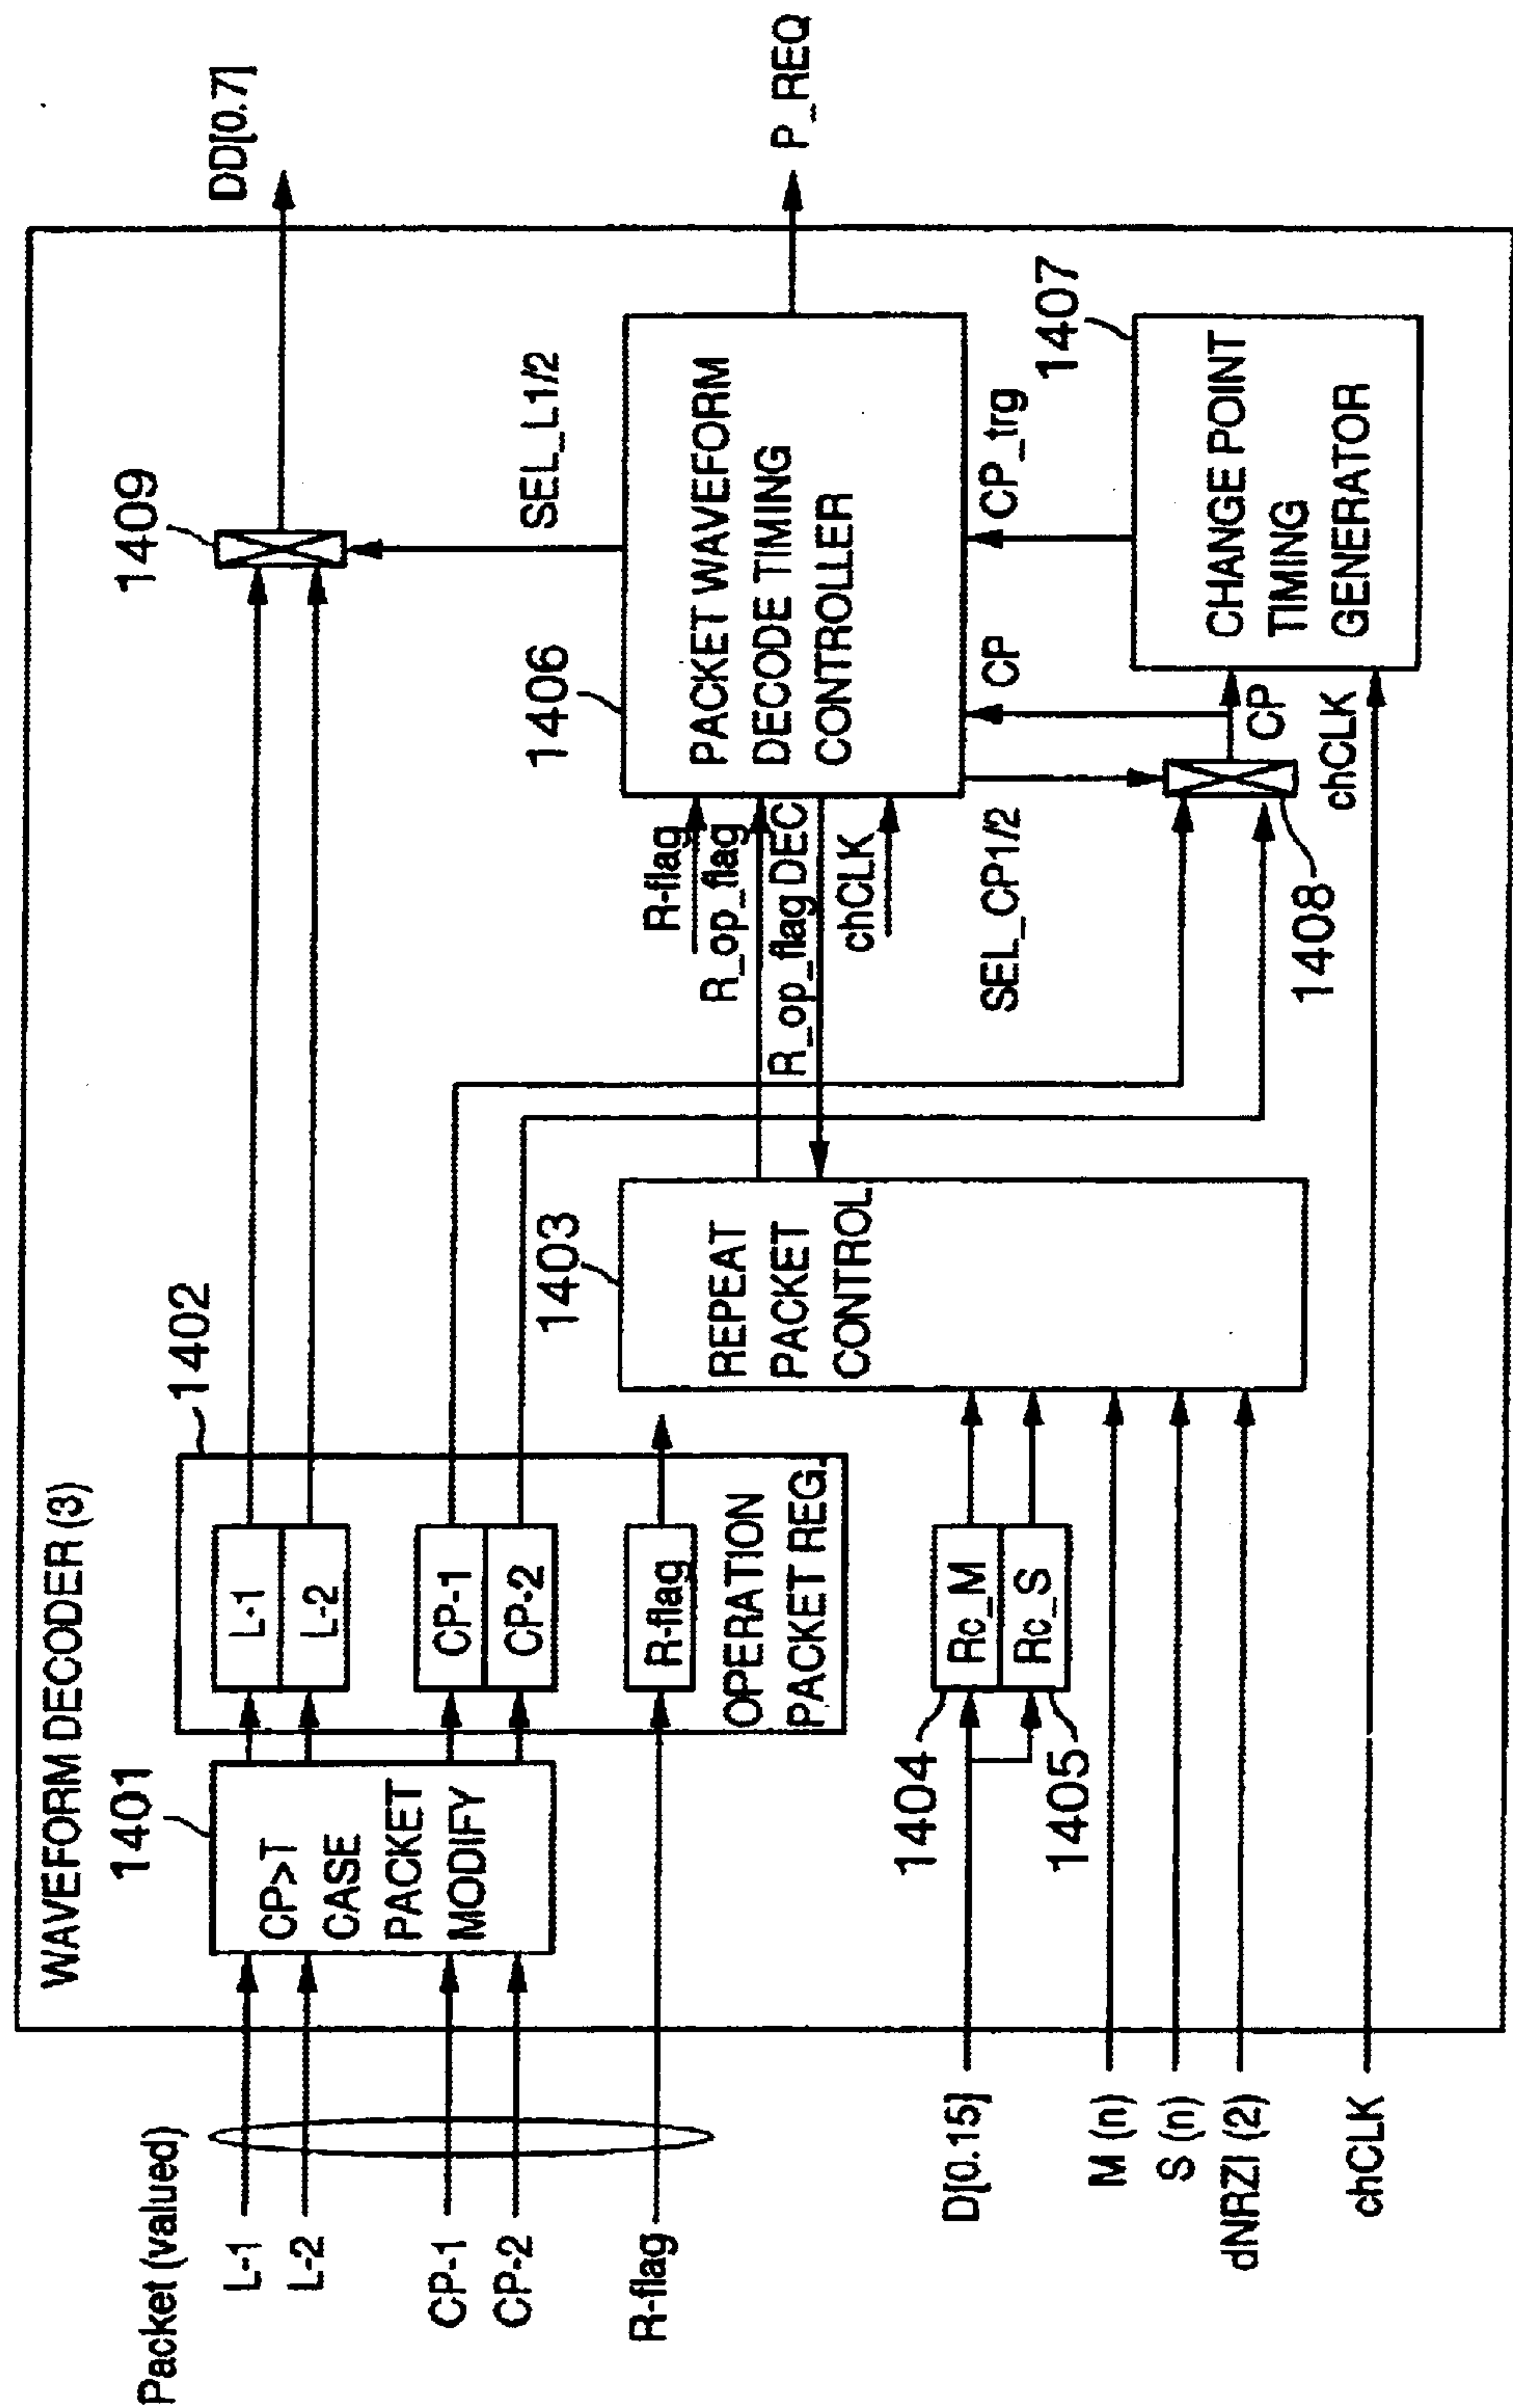 WAVEFORM DECODER (3)
Packet (valued)
L-1
L-2
CP-1
CP-2
R-flag
D[0.15]
M (n)
S (n)
dNRZI (2)
chCLK
1401
CP>T
CASE
PACKET
MODIFY
1402
L-1
L-2
CP-1
CP-2
R-flag
OPERATION
PACKET REG.
1404
Rc_M
Rc_S
1405
1403
REPEAT
PACKET
CONTROL
R-flag
R_op_flag
R_op_flag DEC
chCLK
1406
PACKET WAVEFORM
DECODE TIMING
CONTROLLER
SEL_L1/2
1409
DD[0.7]
P_REQ
SEL_CP1/2
CP
CP_trg
1408
CP
chCLK
1407
CHANGE POINT
TIMING
GENERATOR